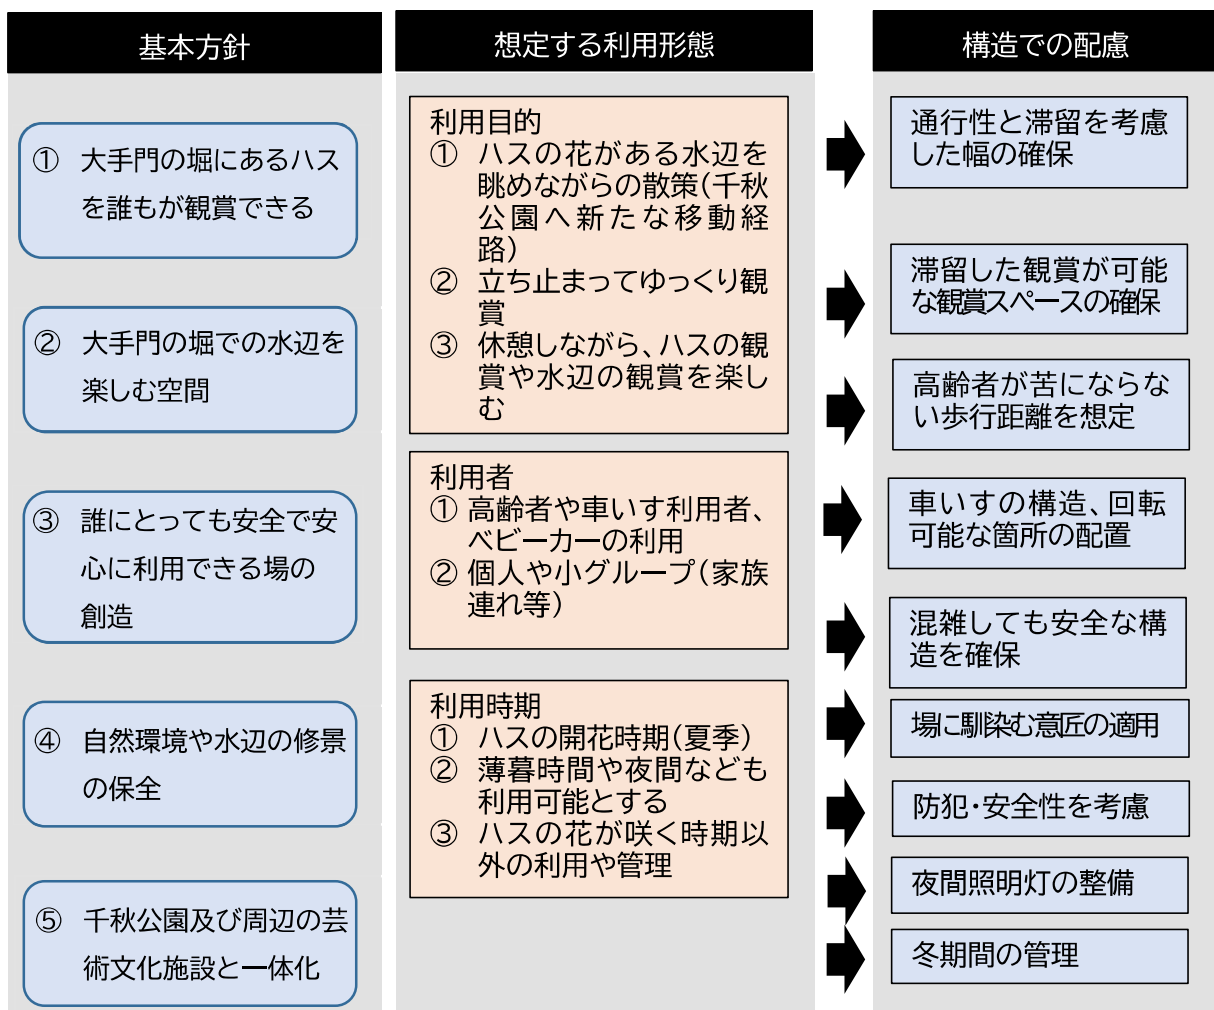 基本方針
① 大手門の堀にあるハス
を誰もが観賞できる
② 大手門の堀での水辺を
楽しむ空間
③ 誰にとっても安全で安
心に利用できる場の
創造
④ 自然環境や水辺の修景
の保全
⑤ 千秋公園及び周辺の芸
術文化施設と一体化
想定する利用形態
利用目的
① ハスの花がある水辺を
眺めながらの散策(千秋
公園へ新たな移動経
路)
② 立ち止まってゆっくり観
賞
③ 休憩しながら、ハスの観
賞や水辺の観賞を楽し
む
利用者
① 高齢者や車いす利用者、
ベビーカーの利用
② 個人や小グループ(家族
連れ等)
利用時期
① ハスの開花時期(夏季)
② 薄暮時間や夜間なども
利用可能とする
③ ハスの花が咲く時期以
外の利用や管理
構造での配慮
通行性と滞留を考慮
した幅の確保
滞留した観賞が可能
な観賞スペースの確保
高齢者が苦にならな
い歩行距離を想定
車いすの構造、回転
可能な箇所の配置
混雑しても安全な構
造を確保
場に馴染む意匠の適用
防犯・安全性を考慮
夜間照明灯の整備
冬期間の管理